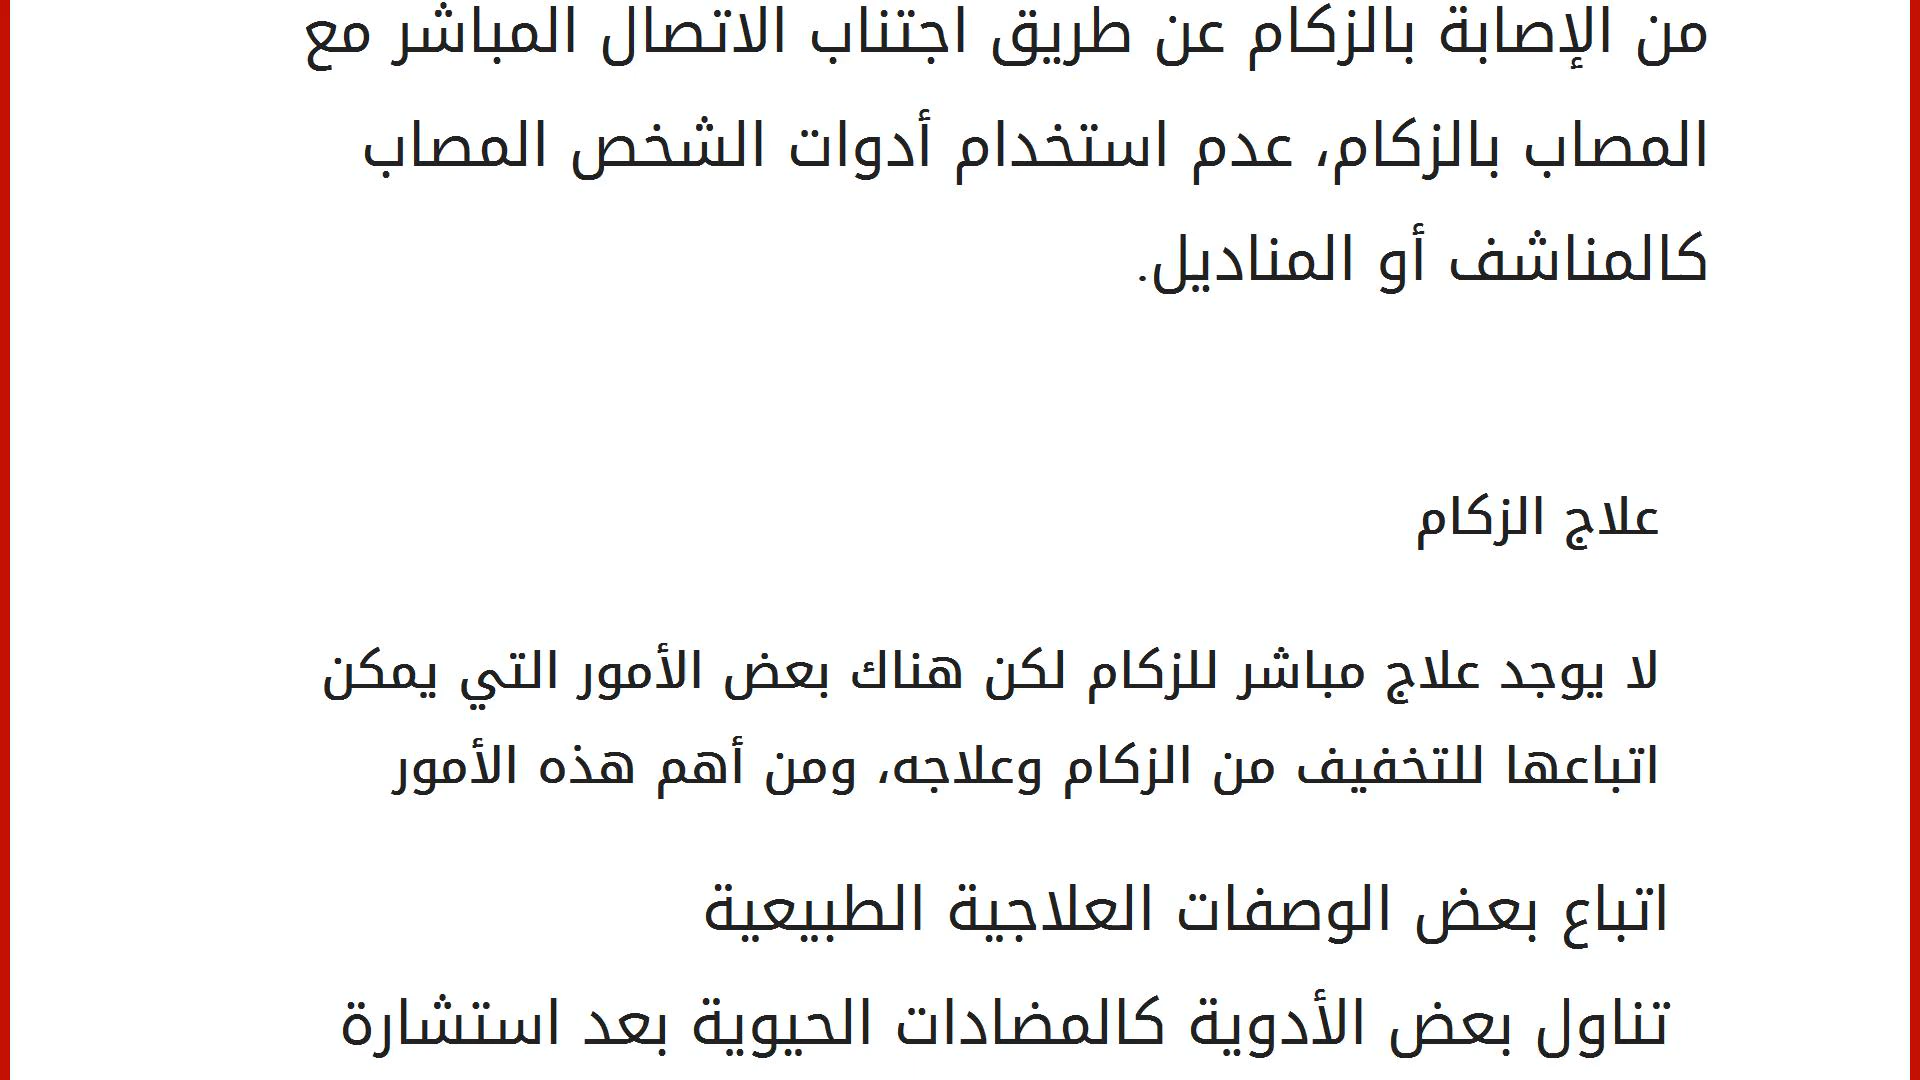 من الإصابة بالزكام عن طريق اجتناب الاتصال المباشر مع
المصاب بالزكام، عدم استخدام أدوات الشخص المصاب
كالمناشف أو المناديل.
علاج الزكام
لا يوجد علاج مباشر للزكام لكن هناك بعض الأمور التي يمكن
اتباعها للتخفيف من الزكام وعلاجه، ومن أهم هذه الأمور
اتباع بعض الوصفات العلاجية الطبيعية
تناول بعض الأدوية كالمضادات الحيوية بعد استشارة